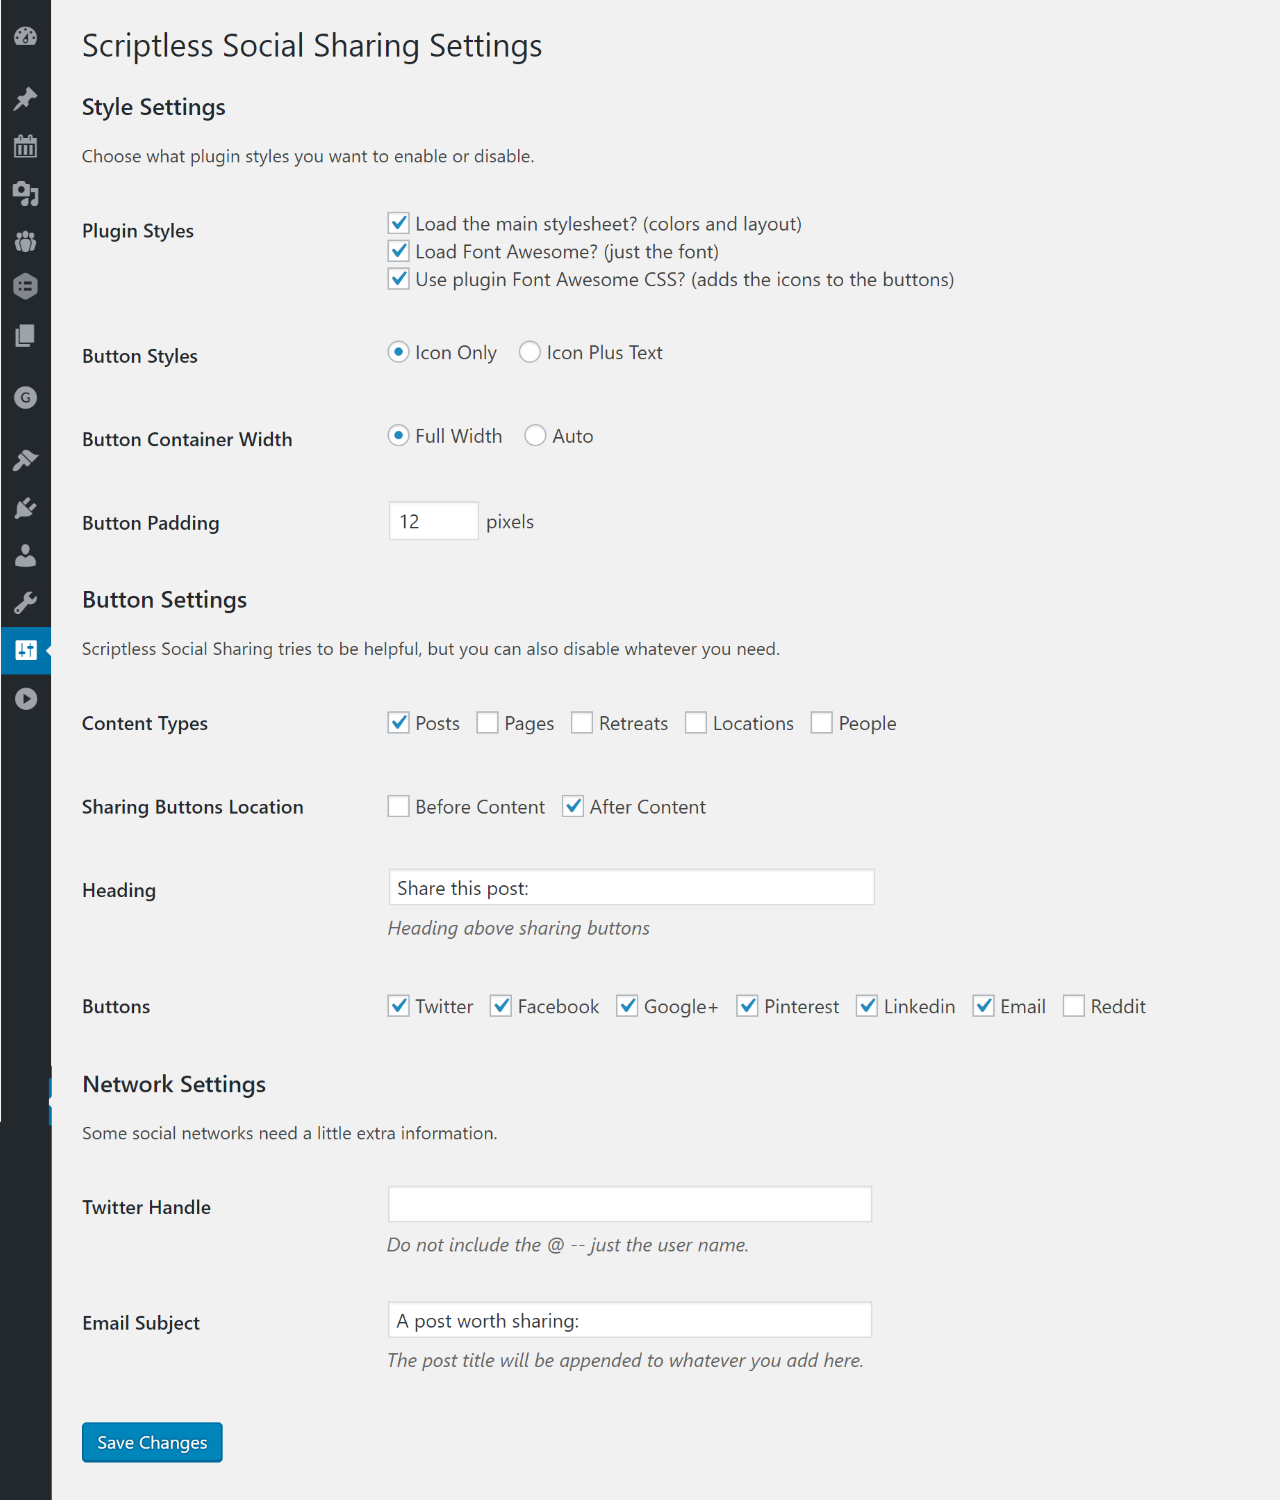 Scriptless Social Sharing Settings
Style Settings
Choose what plugin styles you want to enable or disable.
Plugin Styles
Load the main stylesheet? (colors and layout)
Load Font Awesome? (just the font)
Use plugin Font Awesome CSS? (adds the icons to the buttons)
Button Styles Icon Only Icon Plus Text
G
Button Container Width Full Width Auto
Button Padding 12 pixels
Button Settings
Scriptless Social Sharing tries to be helpful, but you can also disable whatever you need.
Content Types Posts Pages Retreats Locations People
Sharing Buttons Location Before Content After Content
Heading Share this post:
Heading above sharing buttons
Buttons Twitter Facebook Google+ Pinterest Linkedin Email Reddit
Network Settings
Some social networks need a little extra information.
Twitter Handle
Do not include the @ -- just the user name.
Email Subject A post worth sharing:
The post title will be appended to whatever you add here.
Save Changes